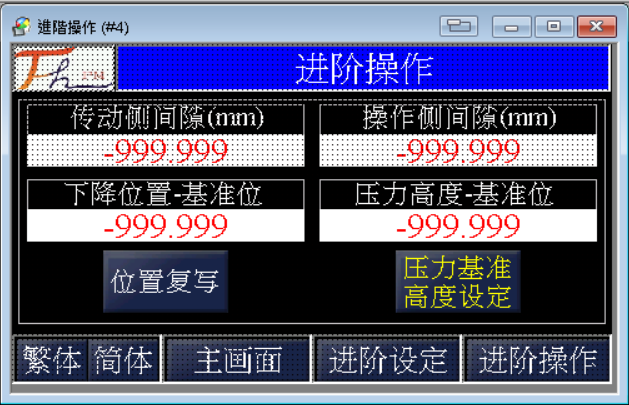 進階操作 (#4)
进阶操作
传动侧间隙(mm) 操作侧间隙(mm)
-999.999 -999.999
下降位置-基准位 压力高度-基准位
-999.999 -999.999
位置复写
压力基准
高度设定
繁体 简体 主画面 进阶设定 进阶操作